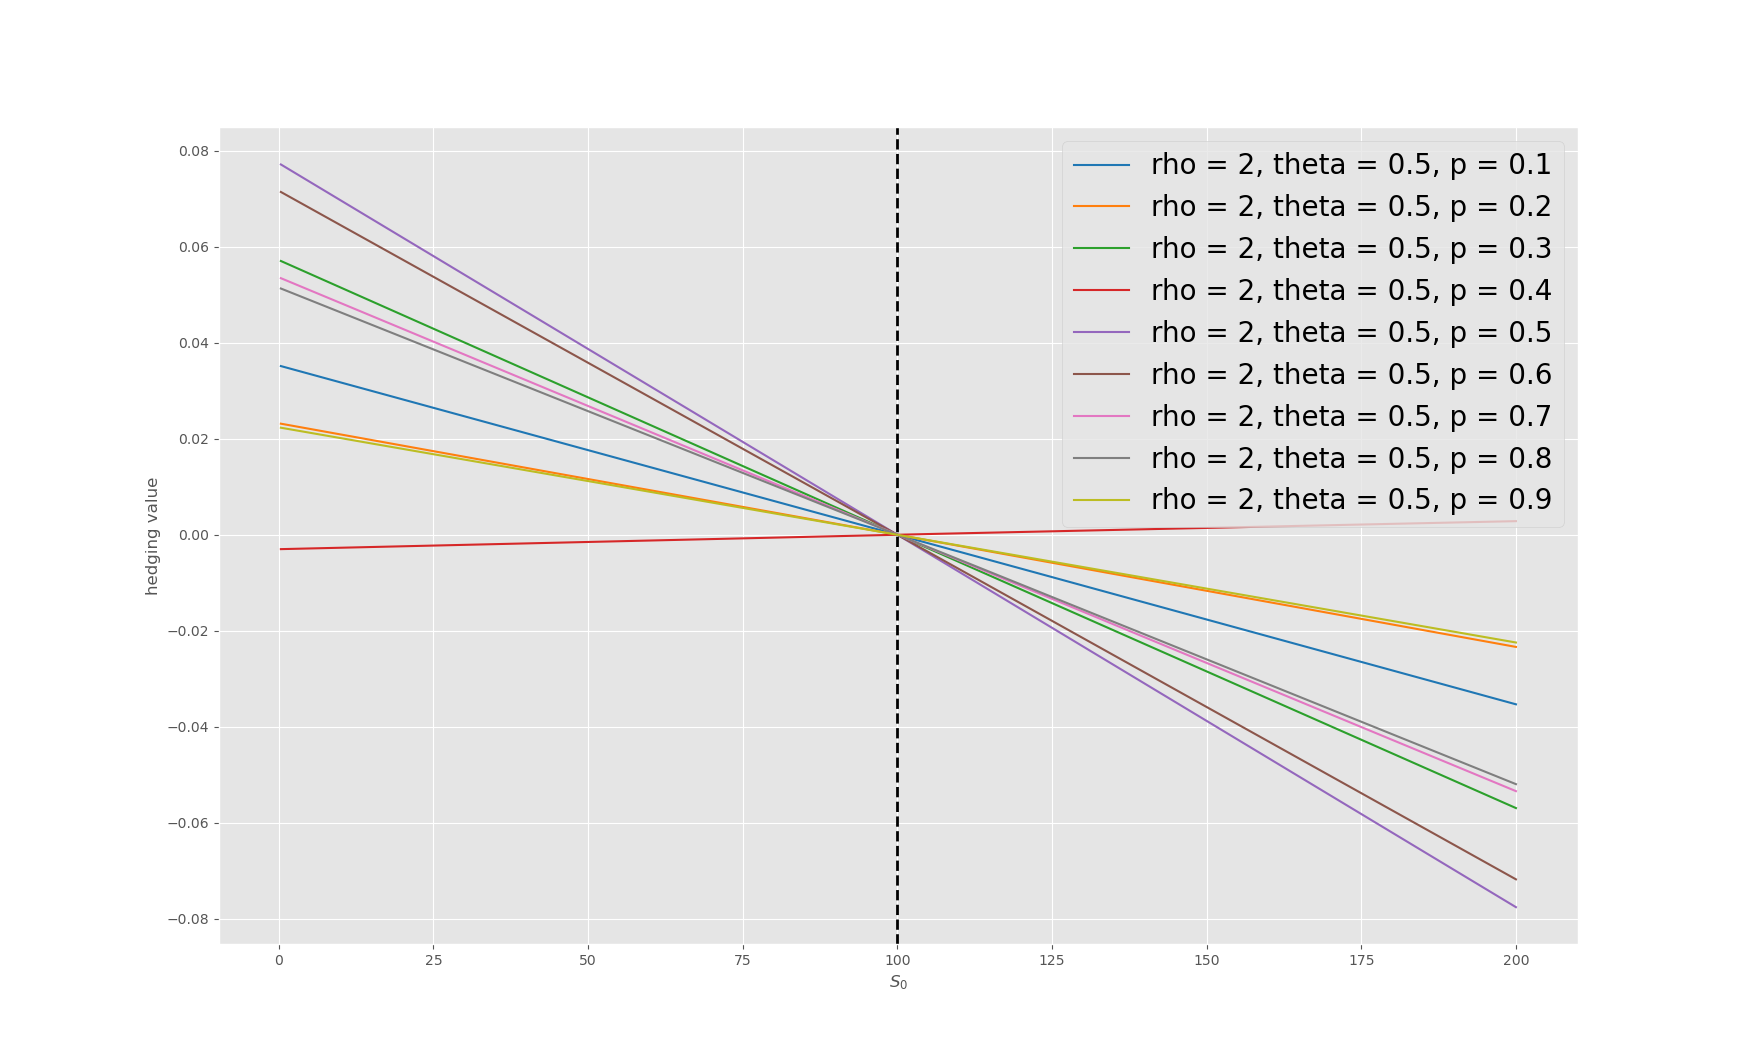 0.08
0.06
0.04
0.02
0.00
−0.02
−0.04
−0.06
−0.08
hedging value
0 25 50 75 100 125 150 175 200
S0
rho = 2, theta = 0.5, p = 0.1
rho = 2, theta = 0.5, p = 0.2
rho = 2, theta = 0.5, p = 0.3
rho = 2, theta = 0.5, p = 0.4
rho = 2, theta = 0.5, p = 0.5
rho = 2, theta = 0.5, p = 0.6
rho = 2, theta = 0.5, p = 0.7
rho = 2, theta = 0.5, p = 0.8
rho = 2, theta = 0.5, p = 0.9